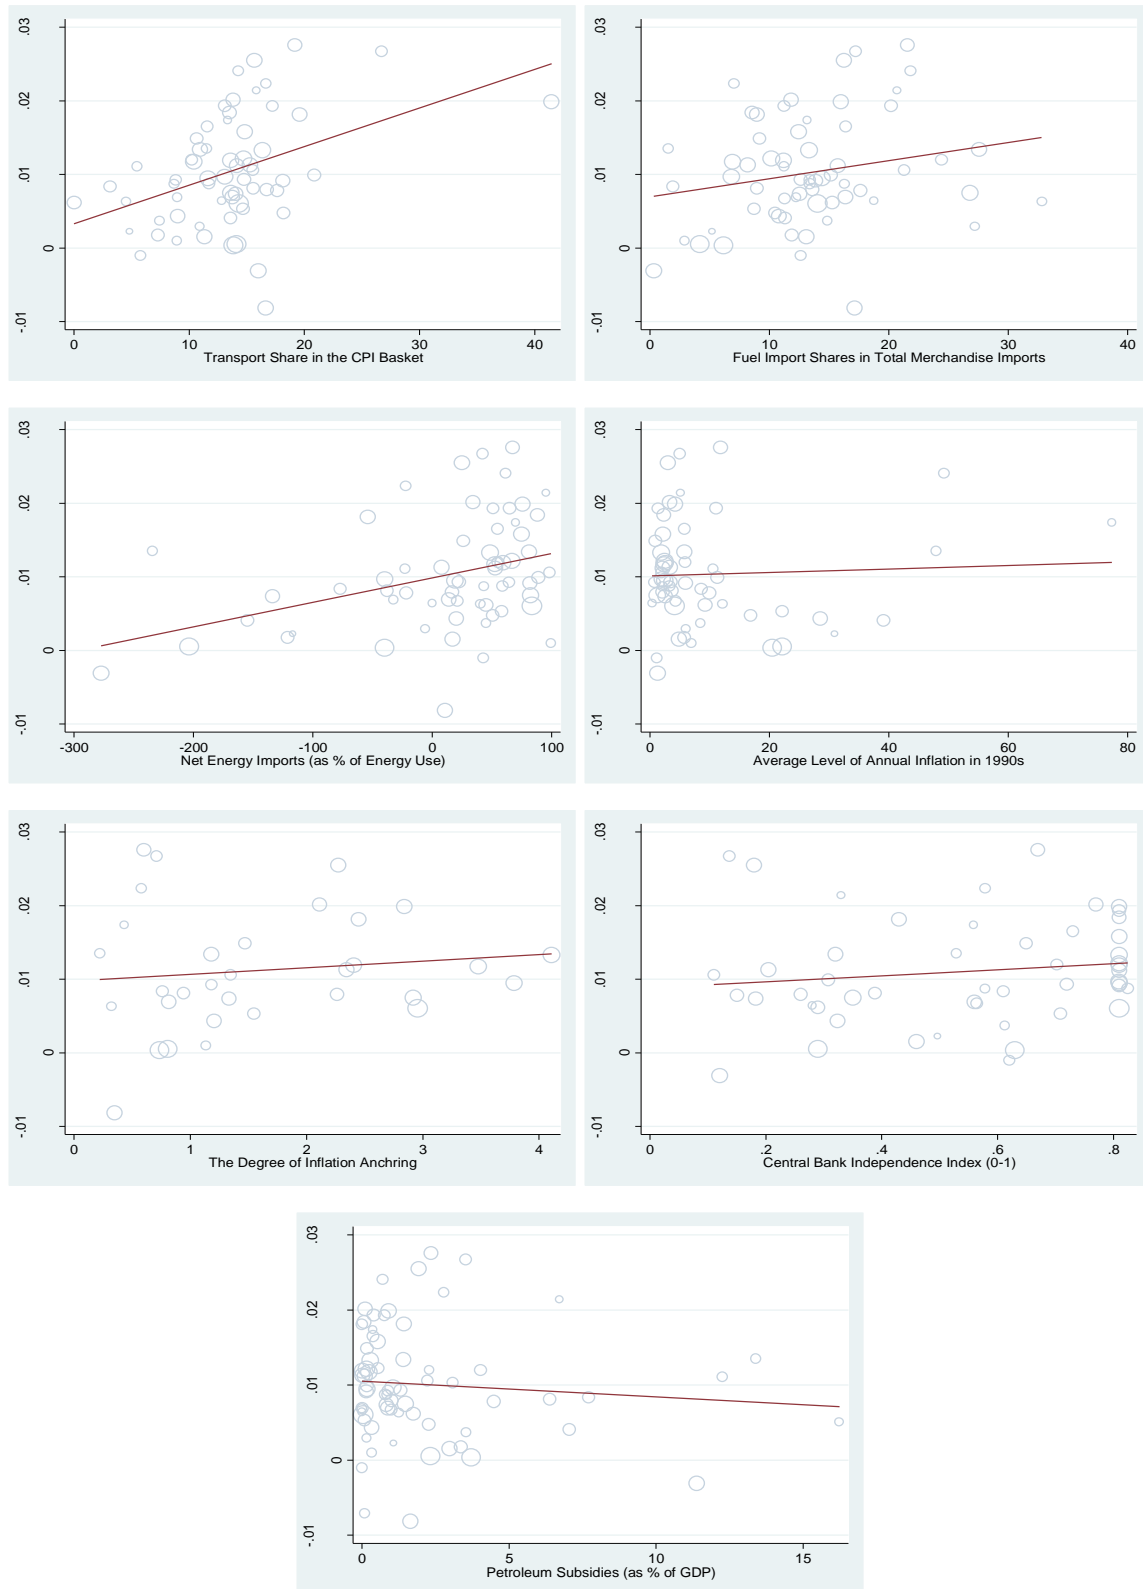 .03
.02
.01
0
-.01
0 10 20 30 40
Transport Share in the CPI Basket
.03
.02
.01
0
-.01
0 10 20 30 40
Fuel Import Shares in Total Merchandise Imports
.03
.02
.01
0
-.01
-300 -200 -100 0 100
Net Energy Imports (as % of Energy Use)
.03
.02
.01
0
-.01
0 20 40 60 80
Average Level of Annual Inflation in 1990s
.03
.02
.01
0
-.01
0 1 2 3 4
The Degree of Inflation Anchring
.03
.02
.01
0
-.01
0 .2 .4 .6 .8
Central Bank Independence Index (0-1)
.03
.02
.01
0
-.01
0 5 10 15
Petroleum Subsidies (as % of GDP)